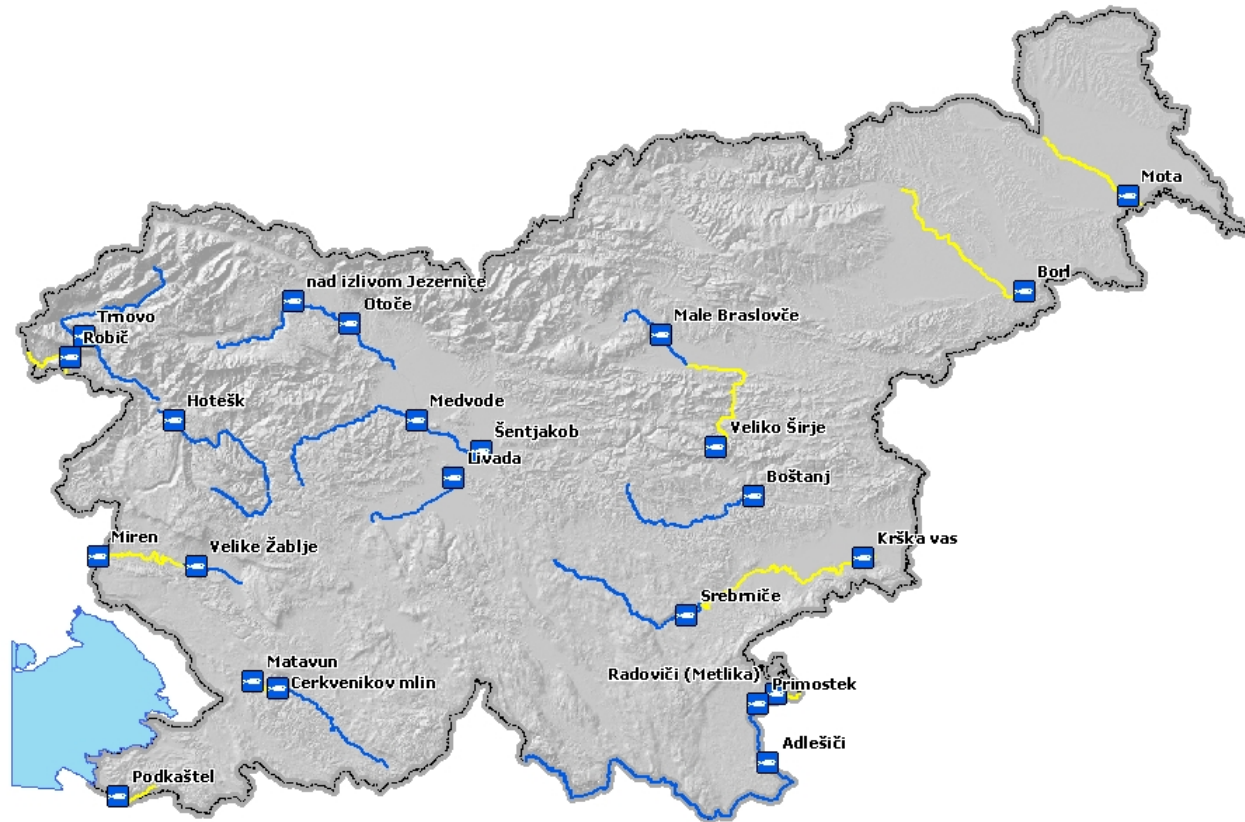 Mota
Borl
nad izlivom Jezernice
Otoče
Trnovo
Robič
Male Braslovče
Hotešk
Medvode
Šentjakob
Livada
Veliko Širje
Boštanj
Miren
Velike Žablje
Krška vas
Srebrniče
Matavun
Cerkvenikov mlin
Radoviči (Metlika)
Primostek
Adlešiči
Podkaštel